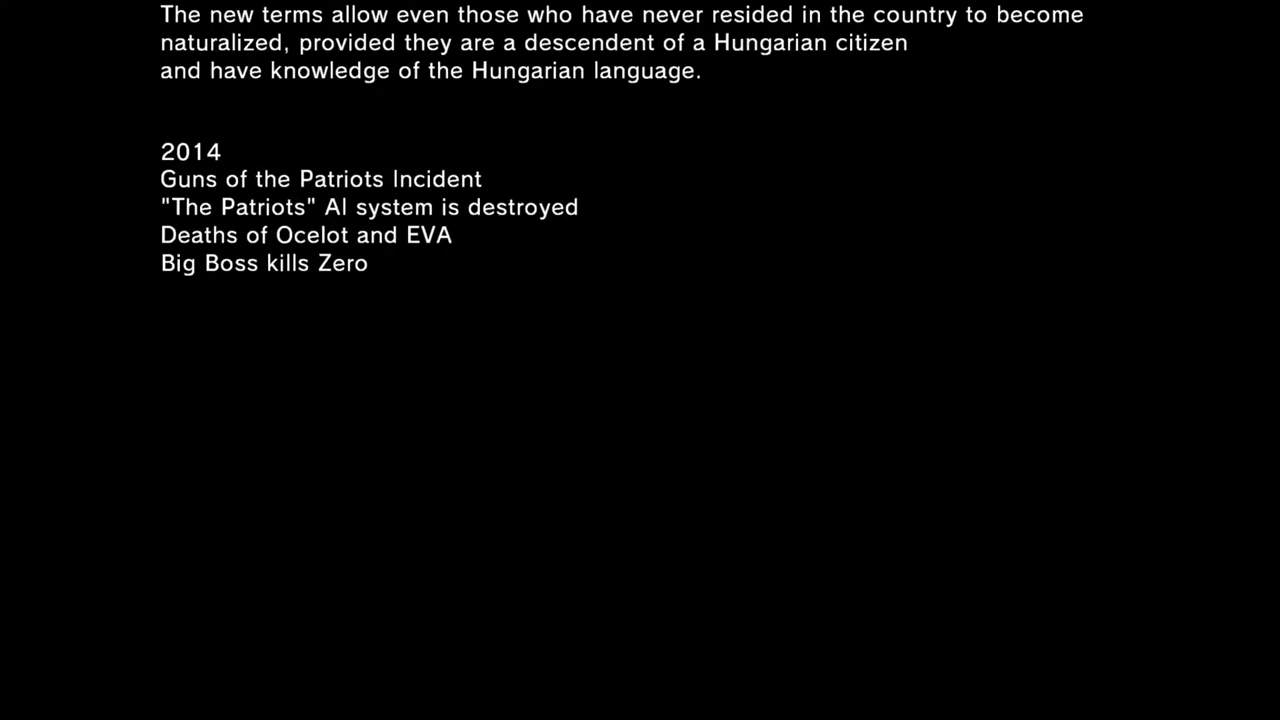 The new terms allow even those who have never resided in the country to become
naturalized, provided they are a descendent of a Hungarian citizen
and have knowledge of the Hungarian language.
2014
Guns of the Patriots Incident
"The Patriots" AI system is destroyed
Deaths of Ocelot and EVA
Big Boss kills Zero